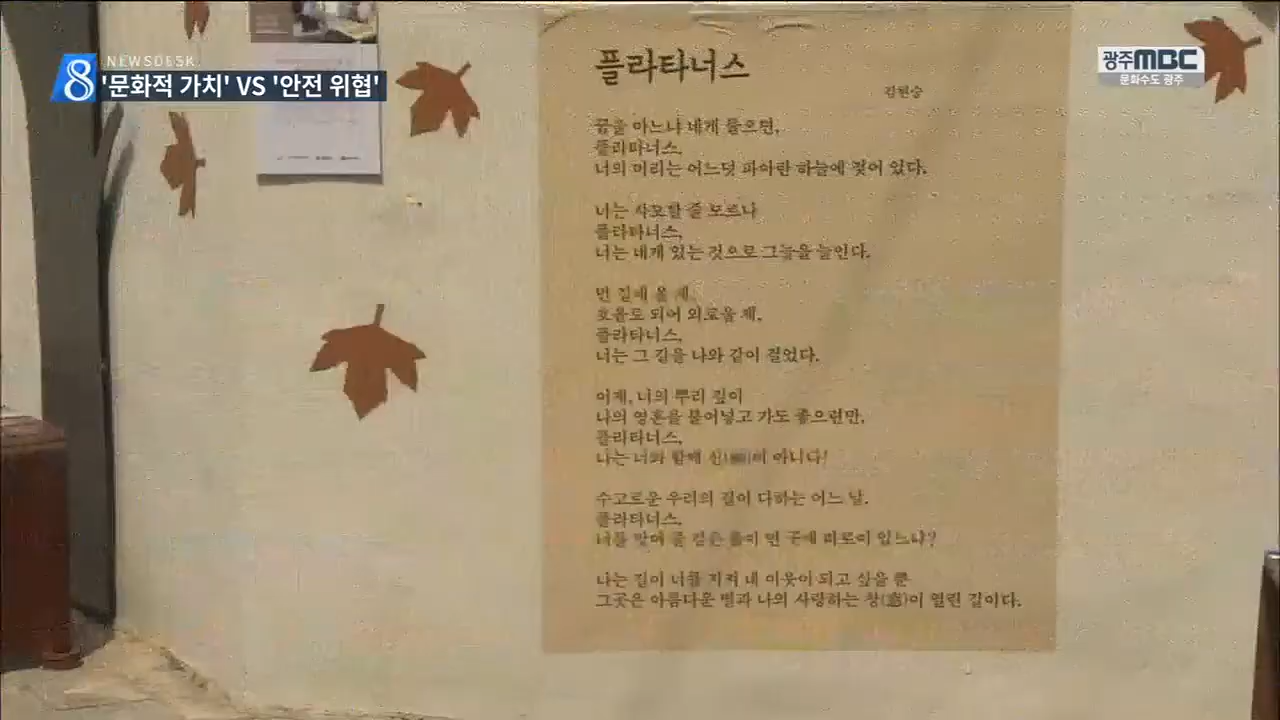 NEWSDESK
8 '문화적 가치' VS '안전 위협'
광주MBC
문화수도 광주
플라타너스
김현승
꿈을 아느냐 네게 물으면,
플라타너스,
너의 머리는 어느덧 파아란 하늘에 젖어 있다.
너는 사모할 줄 모르나
플라타너스,
너는 네게 있는 것으로 그늘을 늘인다.
먼 길에 올 제,
호올로 되어 외로울 제,
플라타너스,
너는 그 길을 나와 같이 걸었다.
이제, 너의 뿌리 깊이
나의 영혼을 불어넣고 가도 좋으련만,
플라타너스,
나는 너와 함께 신( )이 아니다!
수고로운 우리의 길이 다하는 어느 날,
플라타너스,
너를 맞아 줄 검은 흙이 먼 곳에 따로이 있느냐?
나는 길이 너를 지켜 네 이웃이 되고 싶을 뿐
그곳은 아름다운 별과 나의 사랑하는 창(窓)이 열린 길이다.